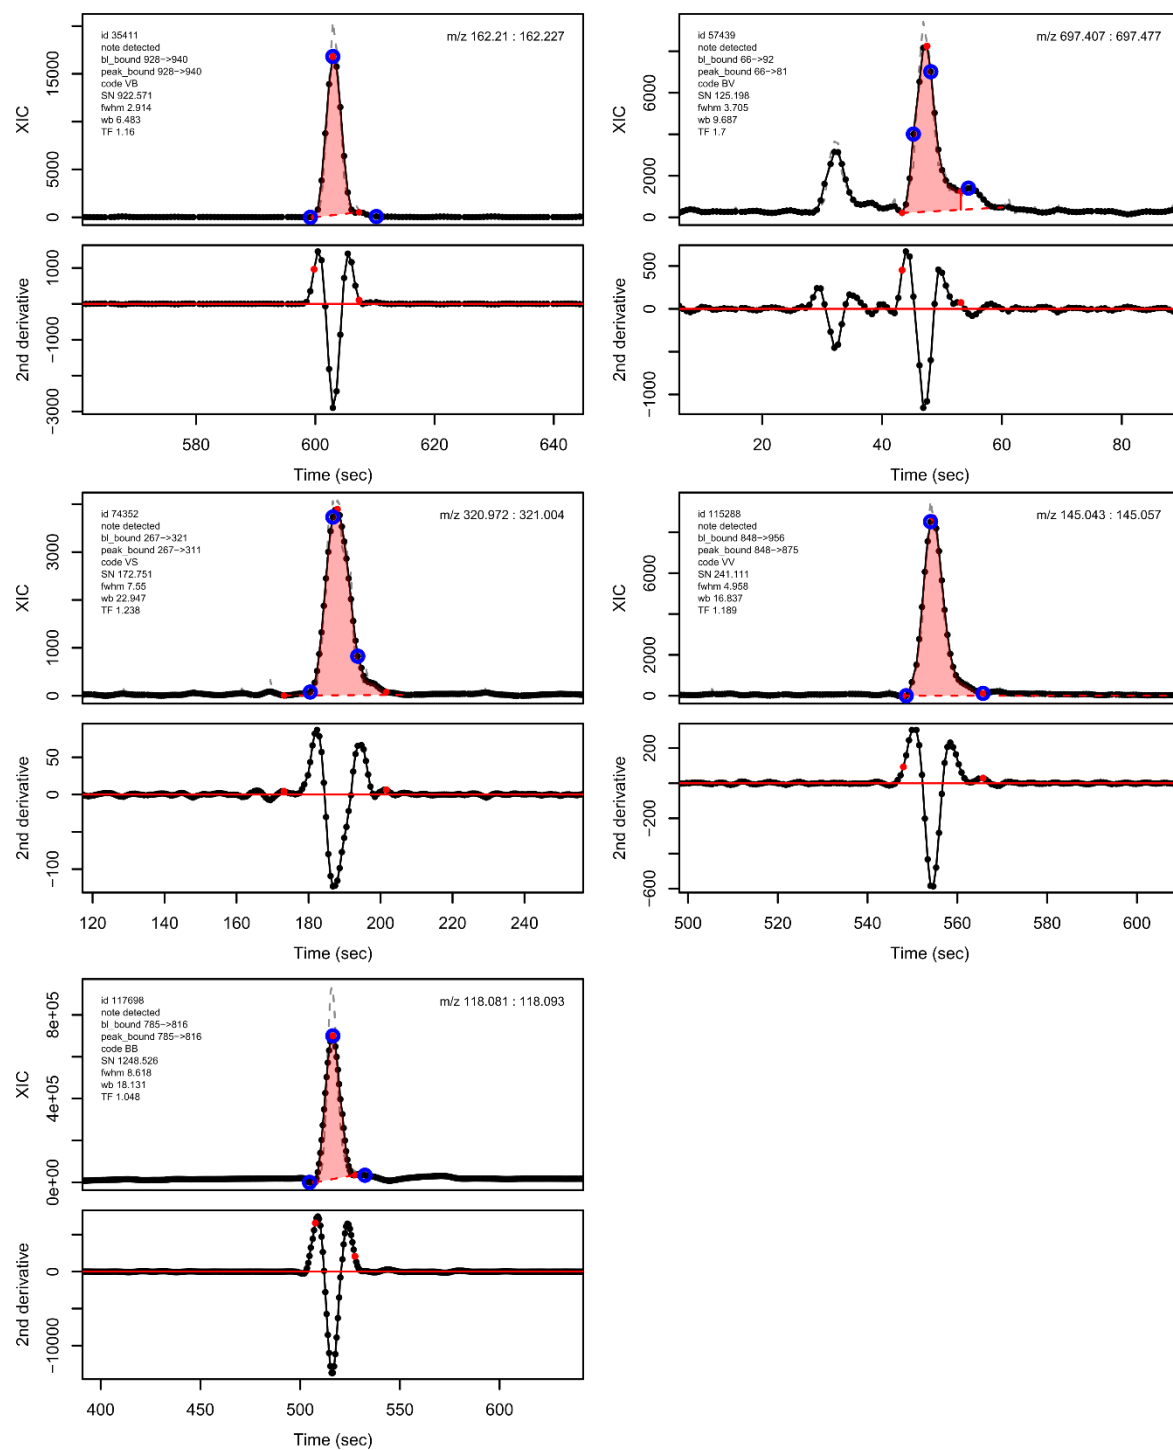 id 35411
note detected
bl_bound 928->940
peak_bound 928->940
code VB
SN 922.571
fwhm 2.914
wb 6.483
TF 1.16
m/z 162.21 : 162.227
XIC
0
5000
15000
2nd derivative
-3000
-1000
0
1000
580 600 620 640
Time (sec)
id 57439
note detected
bl_bound 66->92
peak_bound 66->81
code BV
SN 125.198
fwhm 3.705
wb 9.687
TF 1.7
m/z 697.407 : 697.477
XIC
0
2000
6000
2nd derivative
-1000
0
500
20 40 60 80
Time (sec)
id 74352
note detected
bl_bound 267->321
peak_bound 267->311
code VS
SN 172.751
fwhm 7.55
wb 22.947
TF 1.238
m/z 320.972 : 321.004
XIC
0
1000
3000
2nd derivative
-100
0
50
120 140 160 180 200 220 240
Time (sec)
id 115288
note detected
bl_bound 848->956
peak_bound 848->875
code VV
SN 241.111
fwhm 4.958
wb 16.837
TF 1.189
m/z 145.043 : 145.057
XIC
0
2000
6000
2nd derivative
-600
-200
0
200
500 520 540 560 580 600
Time (sec)
id 117698
note detected
bl_bound 785->816
peak_bound 785->816
code BB
SN 1248.526
fwhm 8.618
wb 18.131
TF 1.048
m/z 118.081 : 118.093
XIC
0e+00
4e+05
8e+05
2nd derivative
-10000
0
400 450 500 550 600
Time (sec)